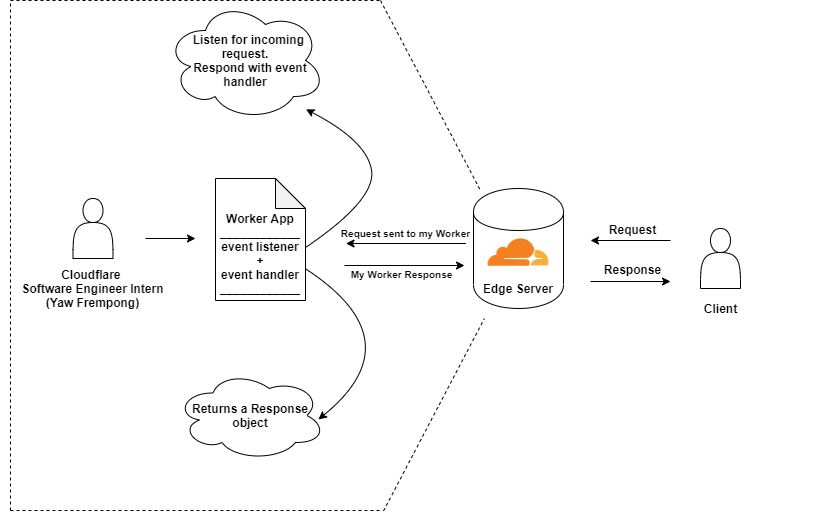 Listen for incoming
request.
Respond with event
handler
Worker App
event listener
+
event handler
Cloudflare
Software Engineer Intern
(Yaw Frempong)
Request sent to my Worker
My Worker Response
Edge Server
Request
Response
Client
Returns a Response
object